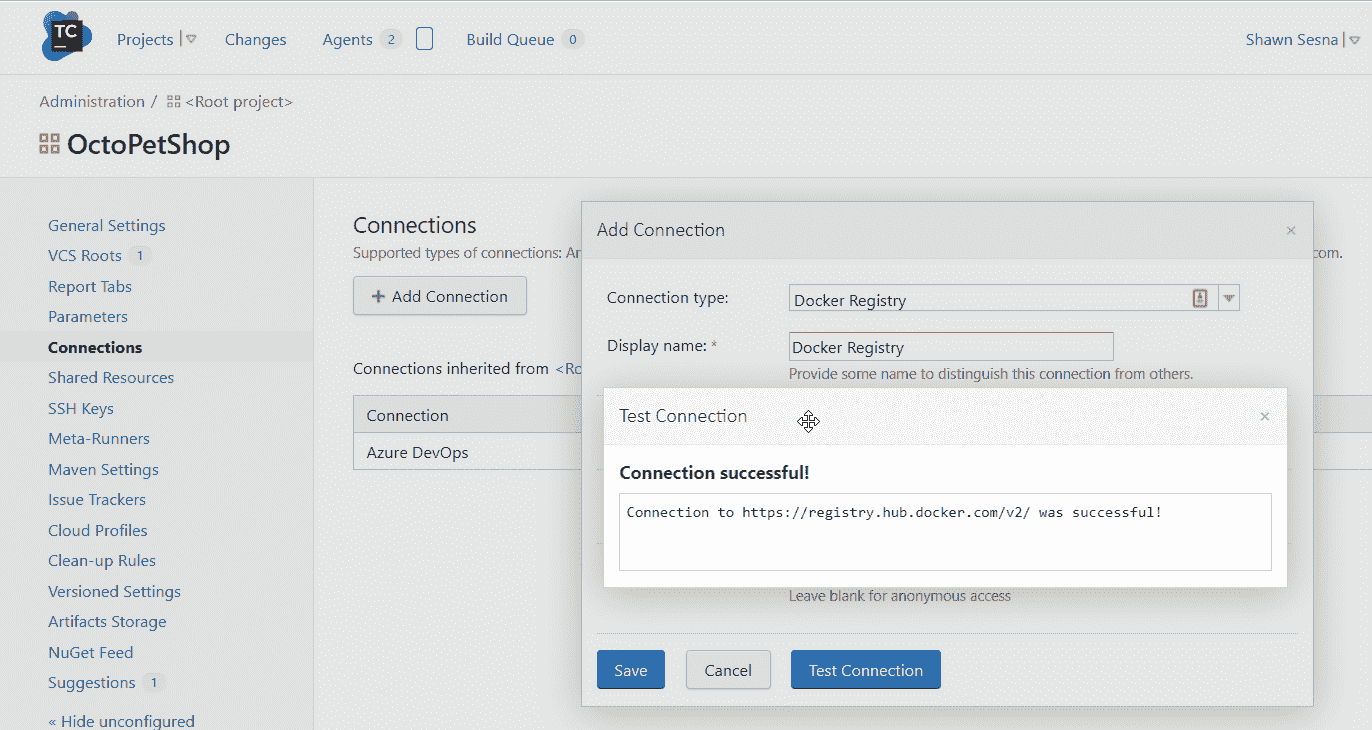 TC
Projects
Changes
Agents 2
Build Queue 0
Shawn Sesna
Administration / <Root project>
OctoPetShop
General Settings
VCS Roots 1
Report Tabs
Parameters
Connections
Shared Resources
SSH Keys
Meta-Runners
Maven Settings
Issue Trackers
Cloud Profiles
Clean-up Rules
Versioned Settings
Artifacts Storage
NuGet Feed
Suggestions 1
« Hide unconfigured
Connections
Supported types of connections:
com.
+ Add Connection
Connections inherited from <Ro
Connection
Azure DevOps
Add Connection ×
Connection type: Docker Registry
Display name: * Docker Registry
Provide some name to distinguish this connection from others.
Test Connection ×
Connection successful!
Connection to https://registry.hub.docker.com/v2/ was successful!
Leave blank for anonymous access
Save Cancel Test Connection